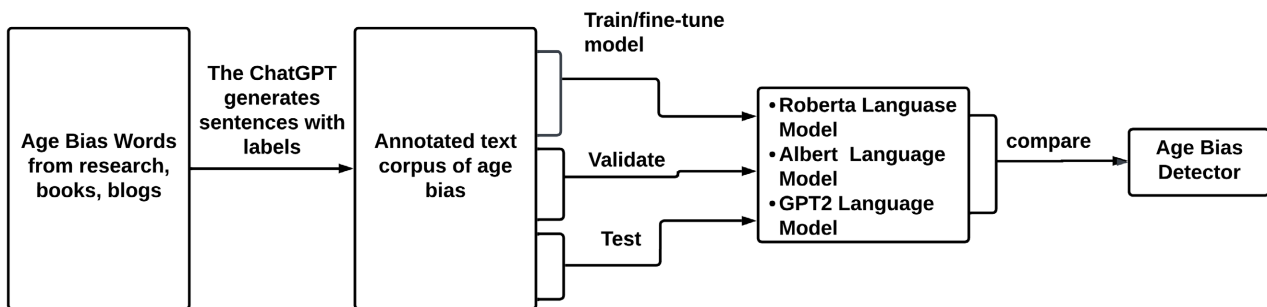 Age Bias Words
from research,
books, blogs
The ChatGPT
generates
sentences with
labels
Annotated text
corpus of age
bias
Train/fine-tune
model
Validate
Test
• Roberta Languase
Model
• Albert Language
Model
• GPT2 Language
Model
compare
Age Bias
Detector